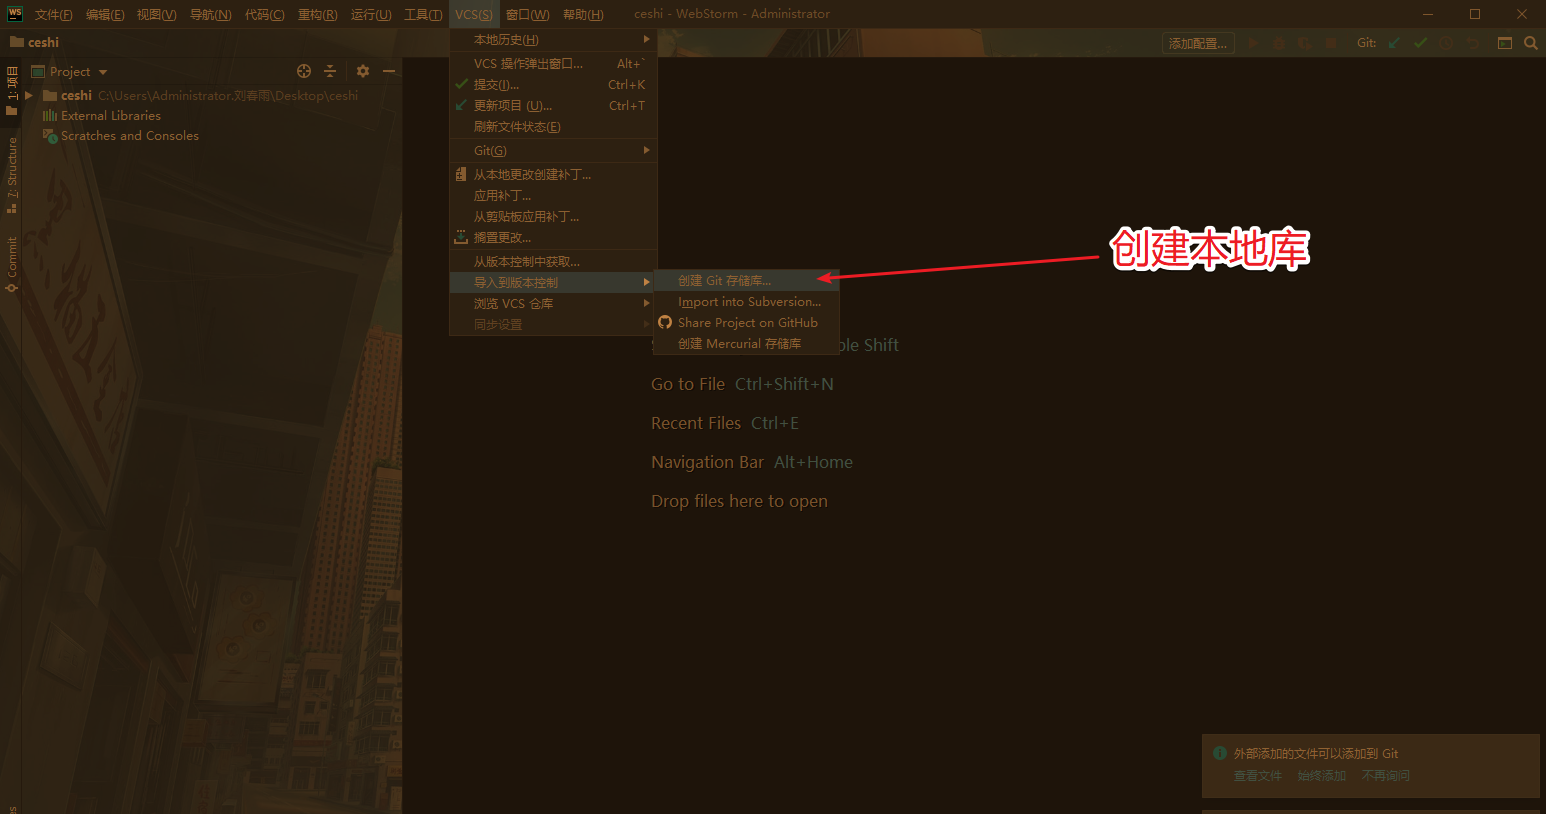 WS 文件(F) 编辑(E) 视图(V) 导航(N) 代码(C) 重构(R) 运行(U) 工具(T) VCS(S) 窗口(W) 帮助(H) ceshi - WebStorm - Administrator
ceshi
添加配置... Git:
1: 项目
Project
ceshi C:\Users\Administrator.刘春雨\Desktop\ceshi
External Libraries
Scratches and Consoles
7: Structure
Commit
本地历史(H)
VCS 操作弹出窗口... Alt+`
提交(I)... Ctrl+K
更新项目 (U)... Ctrl+T
刷新文件状态(E)
Git(G)
从本地更改创建补丁...
应用补丁...
从剪贴板应用补丁...
搁置更改...
从版本控制中获取...
导入到版本控制
浏览 VCS 仓库
同步设置
创建 Git 存储库...
Import into Subversion...
Share Project on GitHub
创建 Mercurial 存储库
创建本地库
ble Shift
Go to File Ctrl+Shift+N
Recent Files Ctrl+E
Navigation Bar Alt+Home
Drop files here to open
外部添加的文件可以添加到 Git
查看文件 始终添加 不再询问